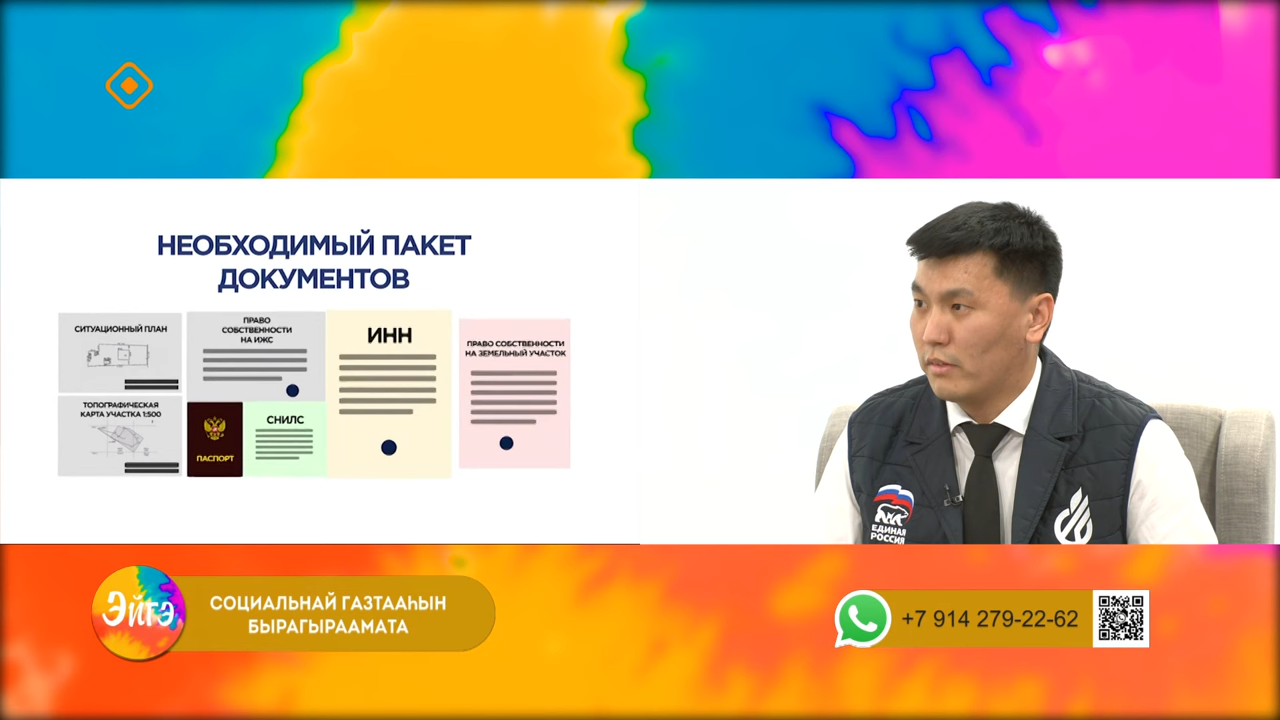 НЕОБХОДИМЫЙ ПАКЕТ
ДОКУМЕНТОВ
СИТУАЦИОННЫЙ ПЛАН
ПРАВО
СОБСТВЕННОСТИ
НА ИЖС
ИНН
ПРАВО СОБСТВЕННОСТИ
НА ЗЕМЕЛЬНЫЙ УЧАСТОК
ТОПОГРАФИЧЕСКАЯ
КАРТА УЧАСТКА 1:500
ПАСПОРТ
СНИЛС
ЕДИНАЯ
РОССИЯ
Эйгэ
СОЦИАЛЬНАЙ ГАЗТААҺЫН
БЫРАГЫРААМАТА
+7 914 279-22-62